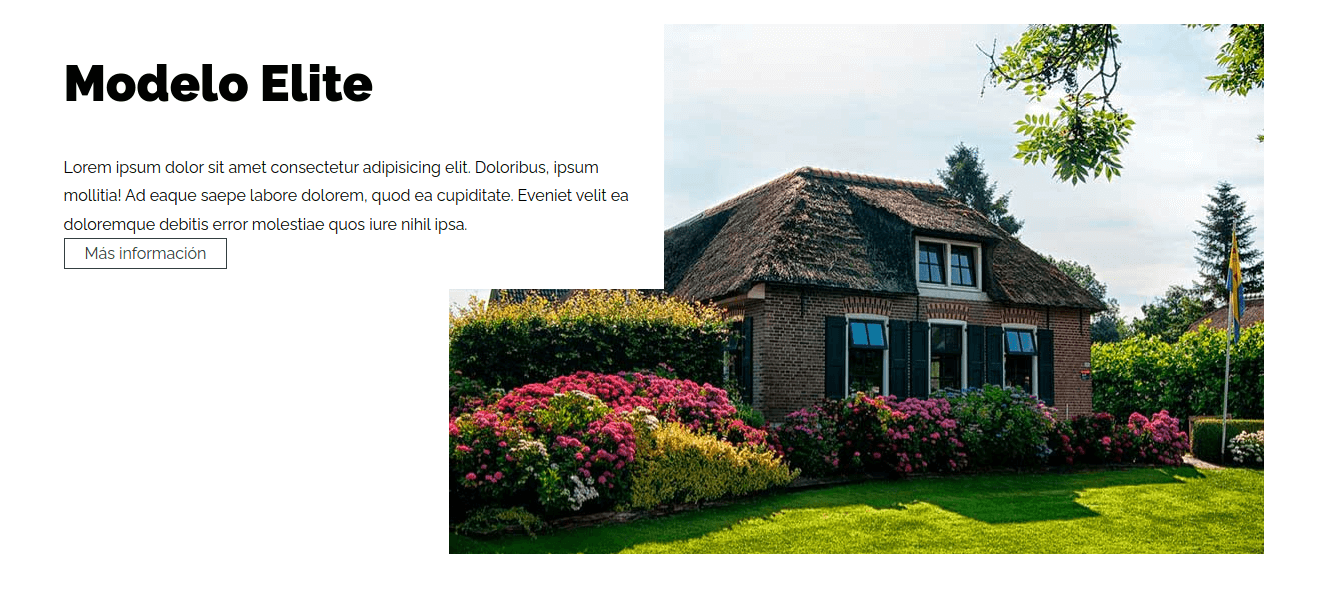 Modelo Elite
Lorem ipsum dolor sit amet consectetur adipisicing elit. Doloribus, ipsum
mollitia! Ad eaque saepe labore dolorem, quod ea cupiditate. Eveniet velit ea
doloremque debitis error molestiae quos iure nihil ipsa.
Más información